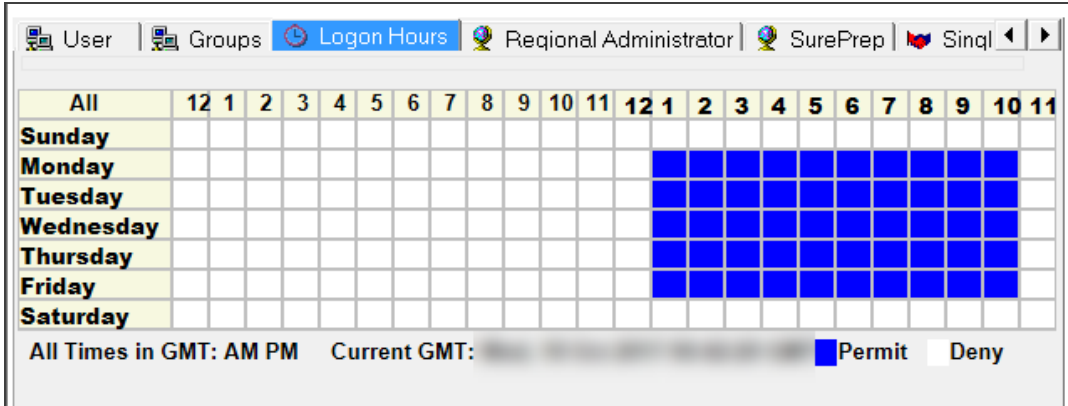 User Groups Logon Hours Regional Administrator SurePrep Singl
All 12 1 2 3 4 5 6 7 8 9 10 11 12 1 2 3 4 5 6 7 8 9 10 11
Sunday
Monday
Tuesday
Wednesday
Thursday
Friday
Saturday
All Times in GMT: AM PM Current GMT: Permit Deny